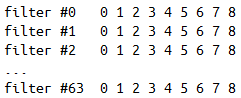 filter #0 0 1 2 3 4 5 6 7 8
filter #1 0 1 2 3 4 5 6 7 8
filter #2 0 1 2 3 4 5 6 7 8
...
filter #63 0 1 2 3 4 5 6 7 8